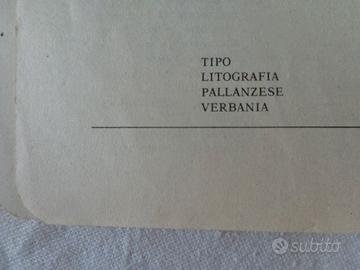 TIPO
LITOGRAFIA
PALLANZESE
VERBANIA
subito